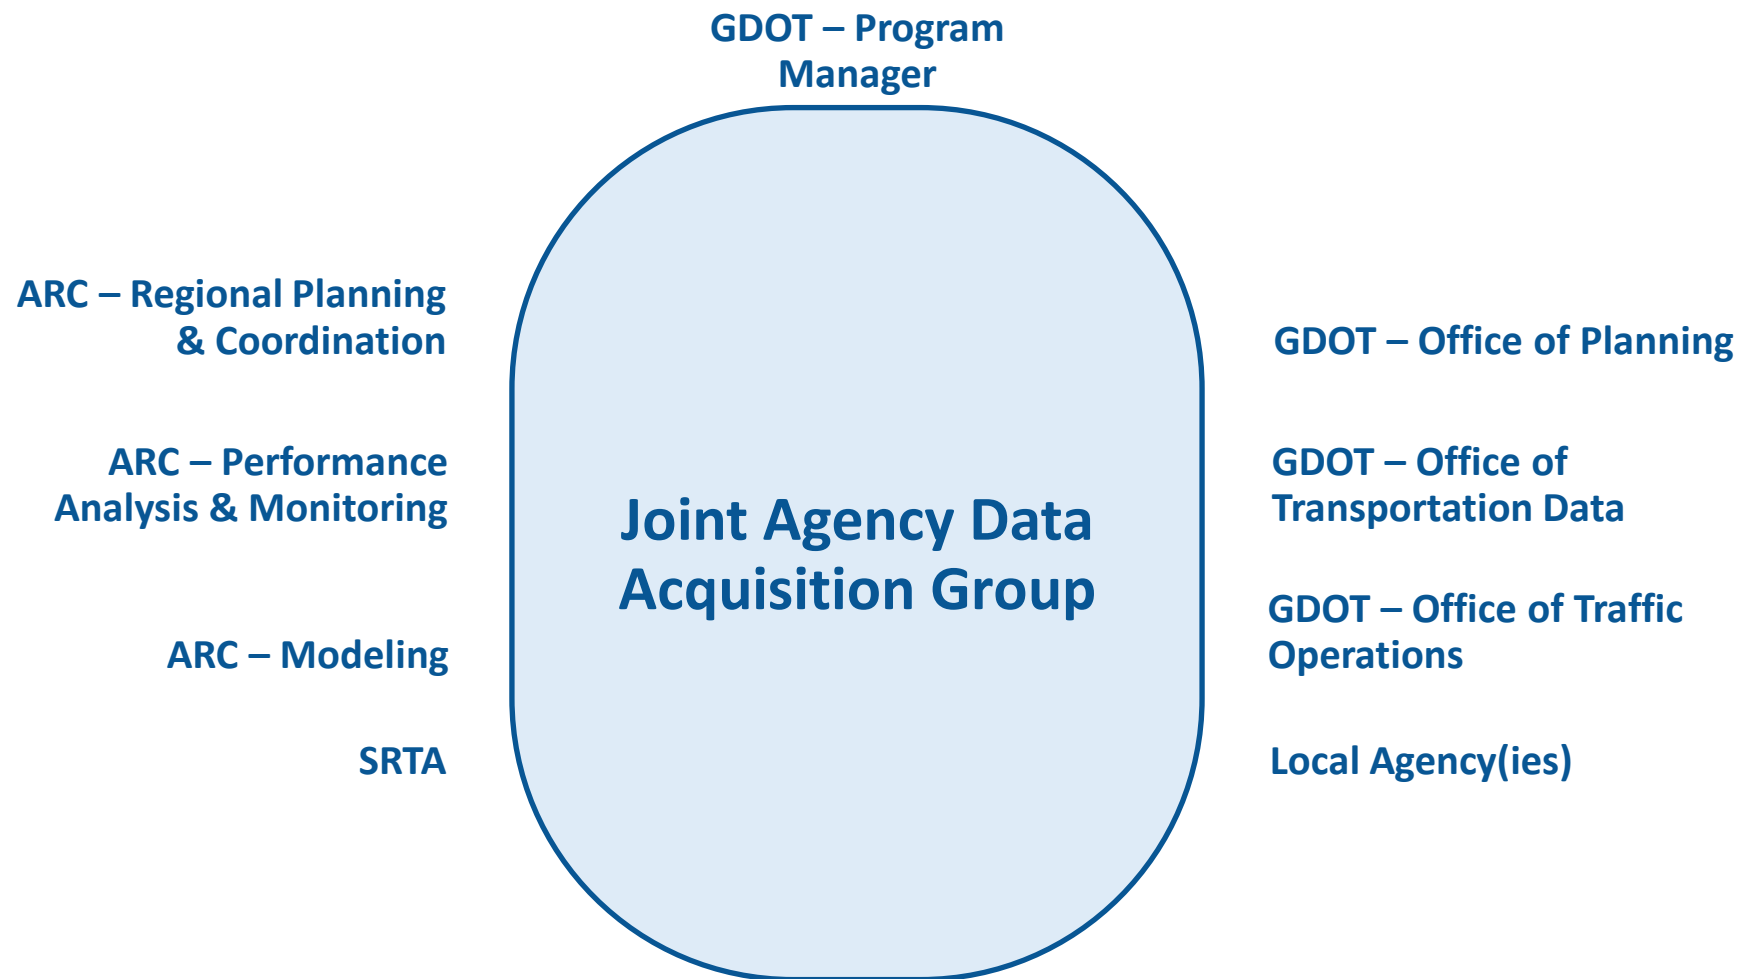 GDOT – Program
Manager
ARC – Regional Planning
& Coordination
ARC – Performance
Analysis & Monitoring
ARC – Modeling
SRTA
Joint Agency Data
Acquisition Group
GDOT – Office of Planning
GDOT – Office of
Transportation Data
GDOT – Office of Traffic
Operations
Local Agency(ies)